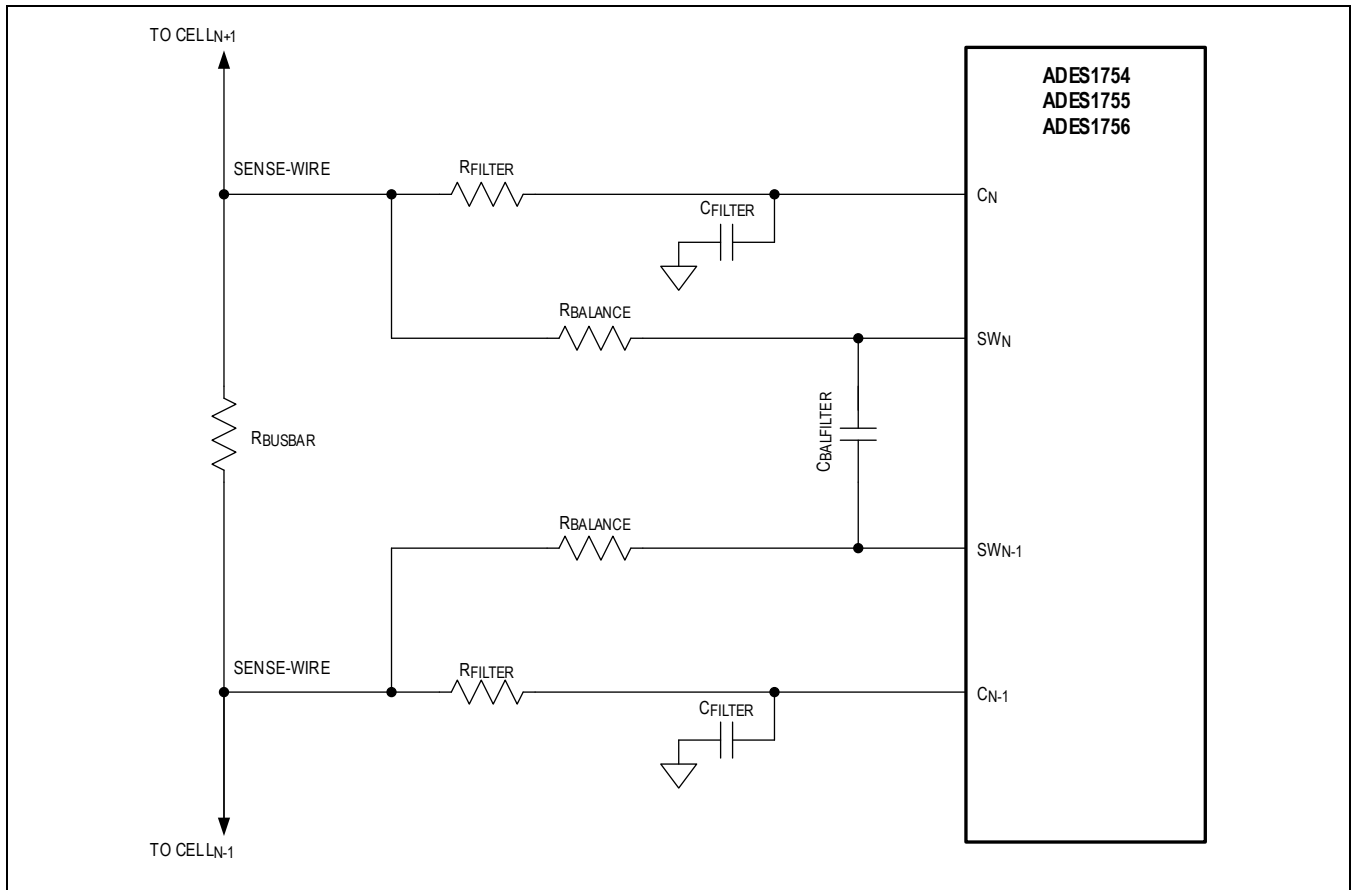 TO CELLN+1
ADES1754
ADES1755
ADES1756
SENSE-WIRE
RFILTER
CN
CFILTER
RBALANCE
SWN
CBALFILTER
RBUSBAR
RBALANCE
SWN-1
SENSE-WIRE
RFILTER
CN-1
CFILTER
TO CELLN-1